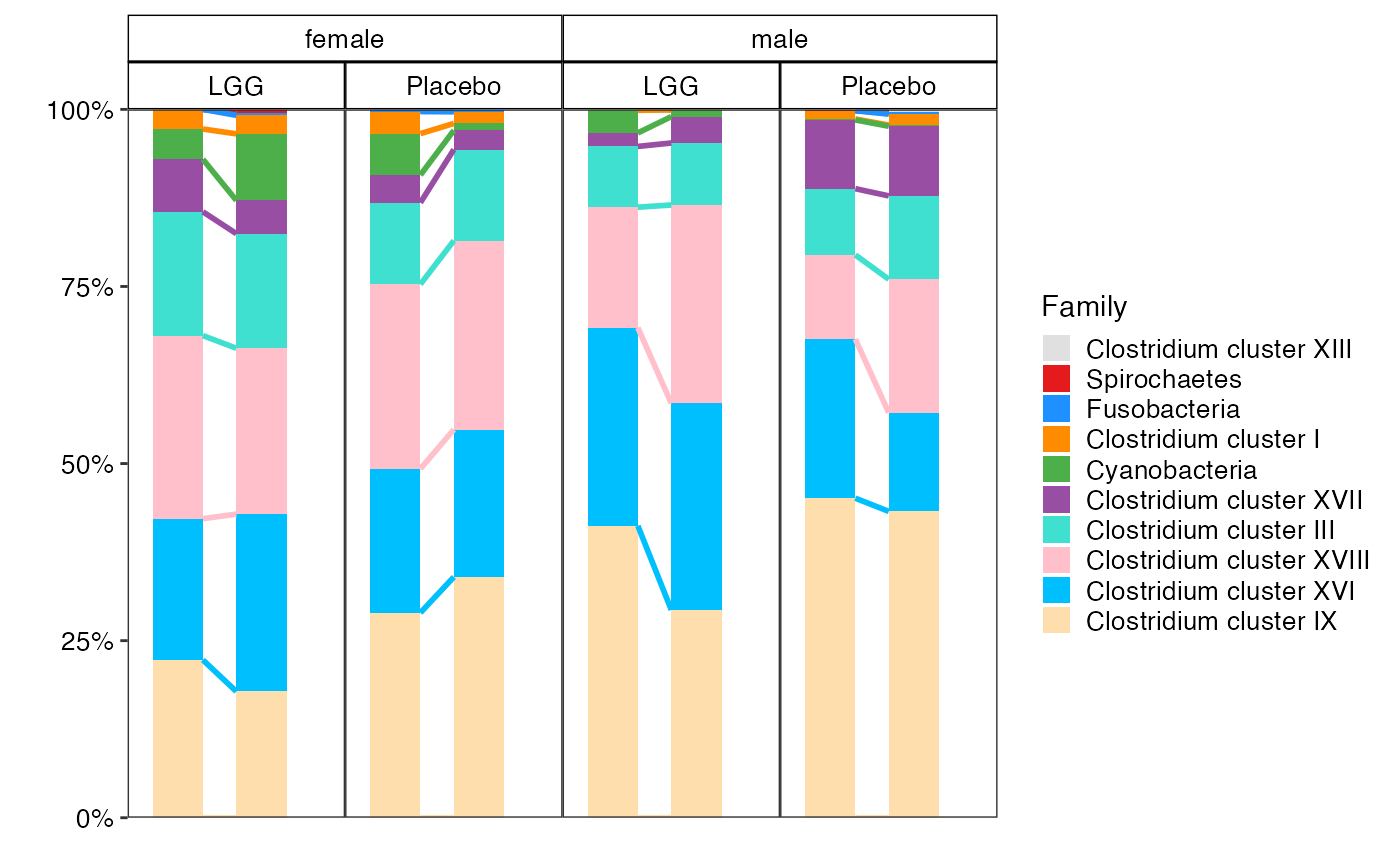 female
male
LGG
Placebo
LGG
Placebo
100%
75%
50%
25%
0%
Family
Clostridium cluster XIII
Spirochaetes
Fusobacteria
Clostridium cluster I
Cyanobacteria
Clostridium cluster XVII
Clostridium cluster III
Clostridium cluster XVIII
Clostridium cluster XVI
Clostridium cluster IX